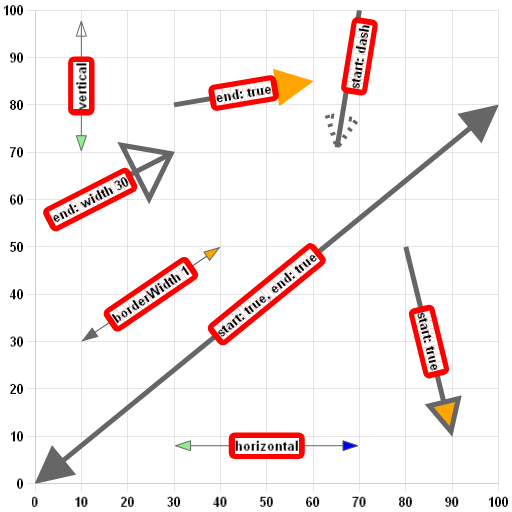 100
90
80
70
60
50
40
30
20
10
0
vertical
end: true
start: dash
end: width 30
borderWidth 1
start: true, end: true
start: true
horizontal
0 10 20 30 40 50 60 70 80 90 100